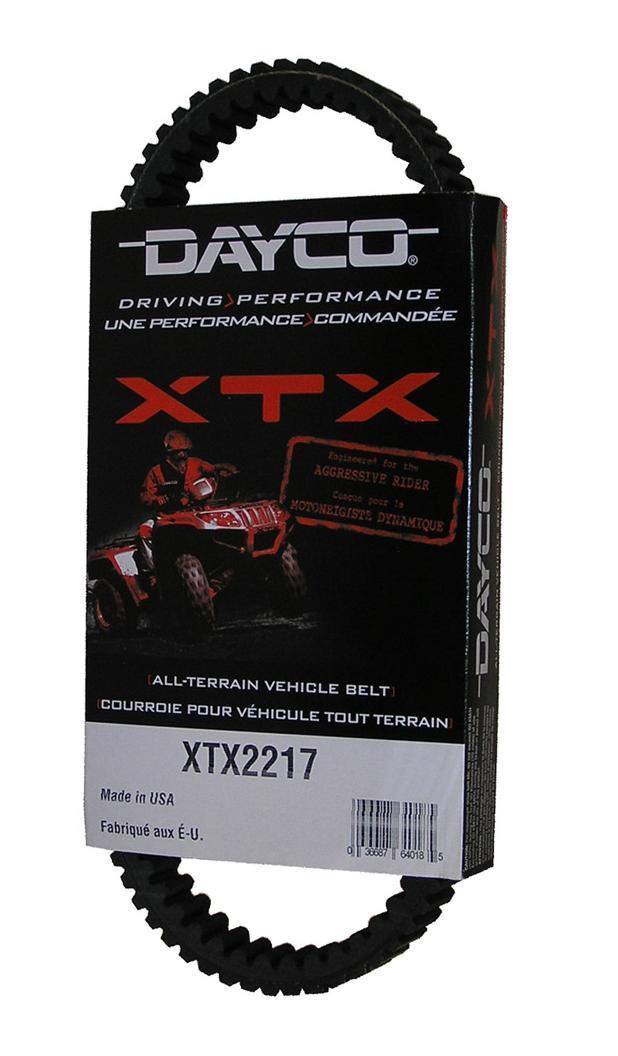 DAYCO®
DRIVING>PERFORMANCE
UNE PERFORMANCE>COMMANDÉE
XTX
Engineered for the
AGGRESSIVE RIDER
Concue pour le
MOTONEIGISTE DYNAMIQUE
[ALL-TERRAIN VEHICLE BELT]
[COURROIE POUR VÉHICULE TOUT TERRAIN]
XTX2217
Made in USA
Fabriqué aux É-U.
0 36687 64018 5
XTX
DAYCO